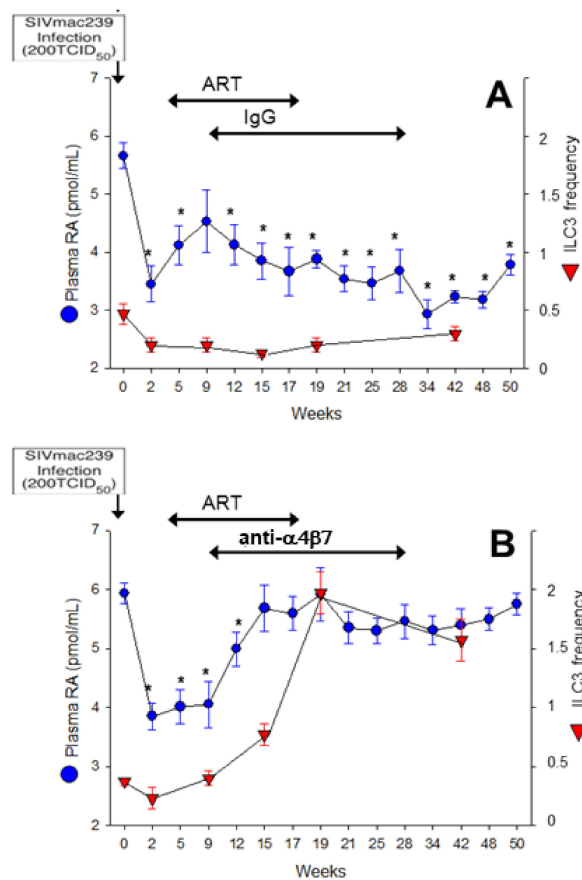 SIVmac239
Infection
(200TCID50)
ART
IgG
A
7
6
5
4
3
2
Plasma RA (pmol/mL)
* * * * * * * * * * * * *
2
1.5
1
0.5
0
ILC3 frequency
0 2 5 9 12 15 17 19 21 25 28 34 42 48 50
Weeks
SIVmac239
Infection
(200TCID50)
ART
anti-α4β7
B
7
6
5
4
3
2
Plasma RA (pmol/mL)
* * * *
2
1.5
1
0.5
0
ILC3 frequency
0 2 5 9 12 15 17 19 21 25 28 34 42 48 50
Weeks